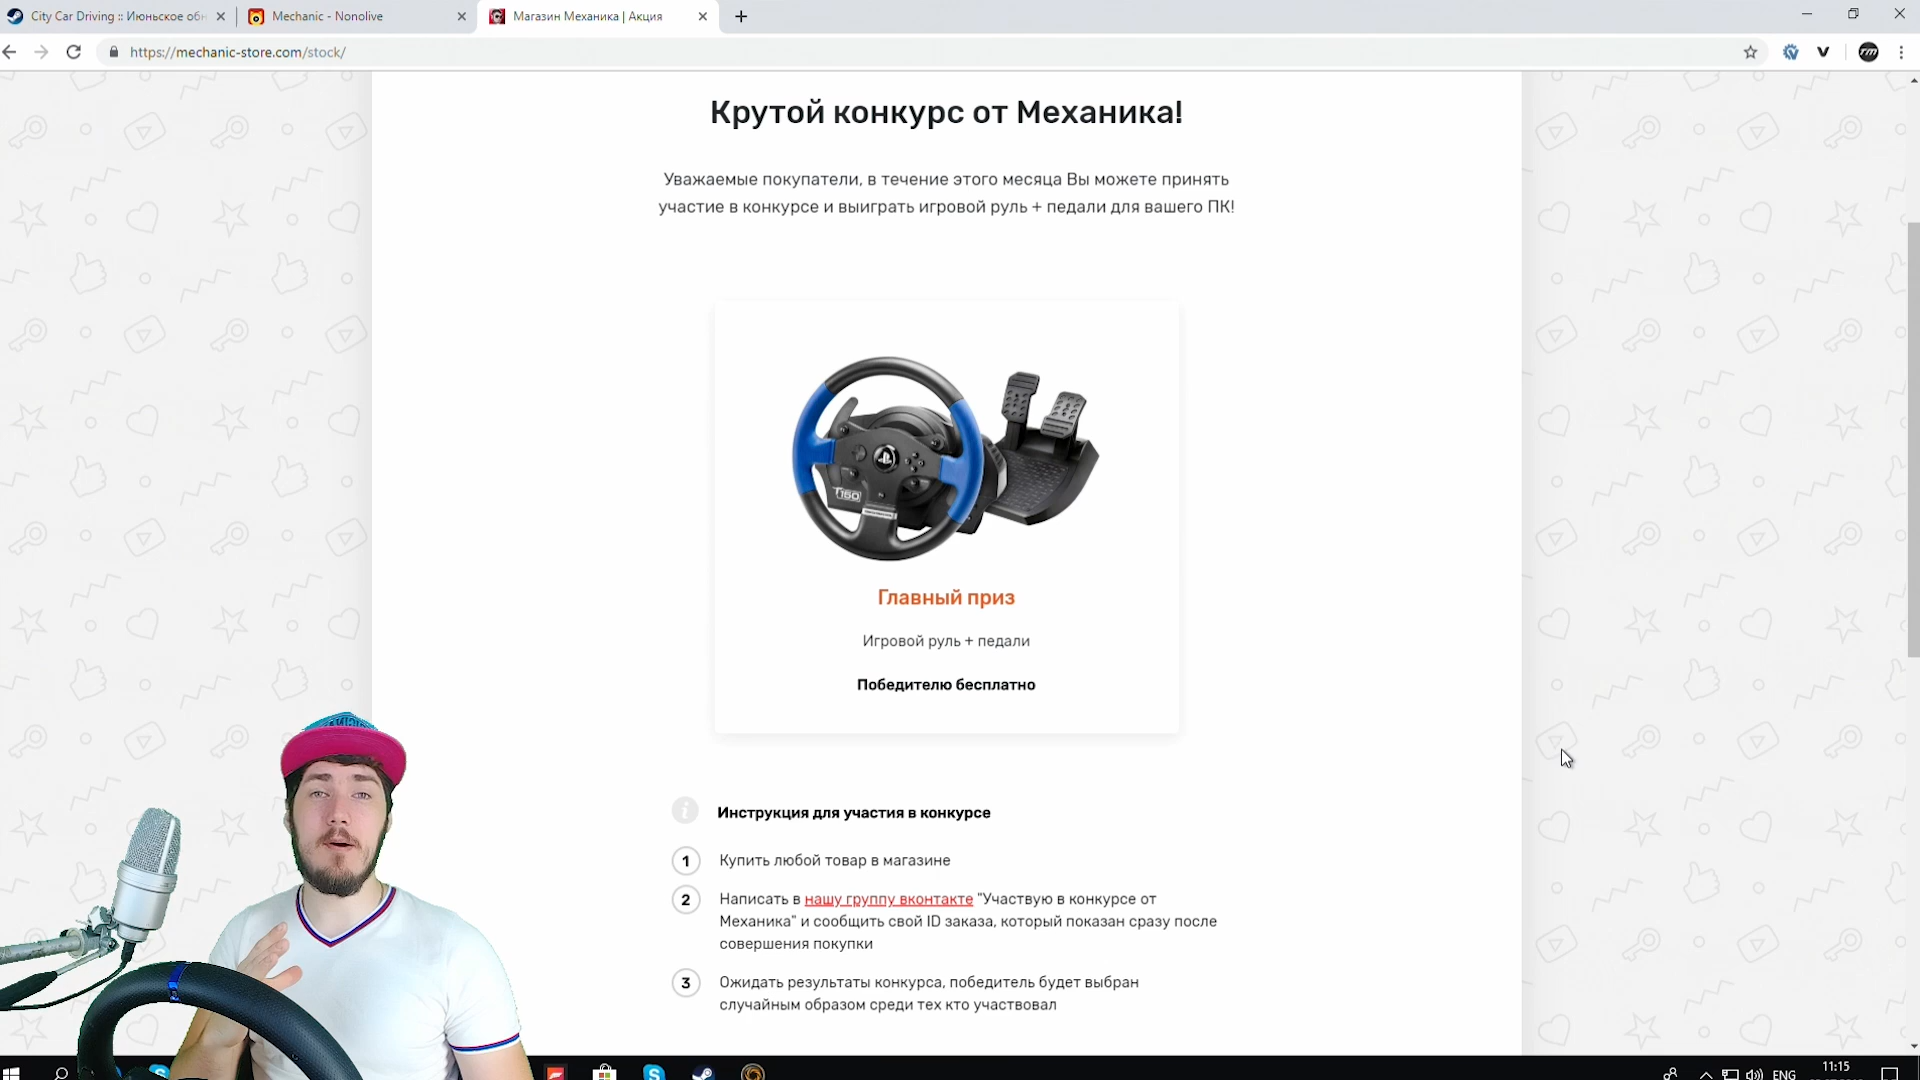 City Car Driving :: Июньское обн
Mechanic - Nonolive
Магазин Механика | Акция
https://mechanic-store.com/stock/
Крутой конкурс от Механика!
Уважаемые покупатели, в течение этого месяца Вы можете принять
участие в конкурсе и выиграть игровой руль + педали для вашего ПК!
T150
Главный приз
Игровой руль + педали
Победителю бесплатно
Инструкция для участия в конкурсе
1 Купить любой товар в магазине
2 Написать в нашу группу вконтакте "Участвую в конкурсе от
Механика" и сообщить свой ID заказа, который показан сразу после
совершения покупки
3 Ожидать результаты конкурса, победитель будет выбран
случайным образом среди тех кто участвовал
ENG
11:15